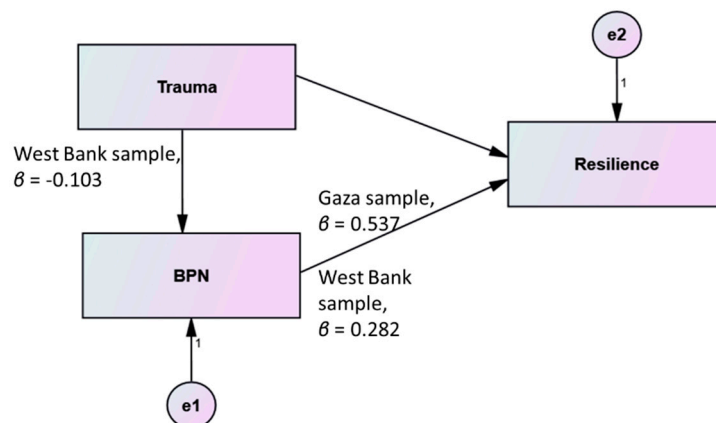 e2
1
Trauma
Resilience
West Bank sample,
β = -0.103
Gaza sample,
β = 0.537
BPN
West Bank
sample,
β = 0.282
1
e1